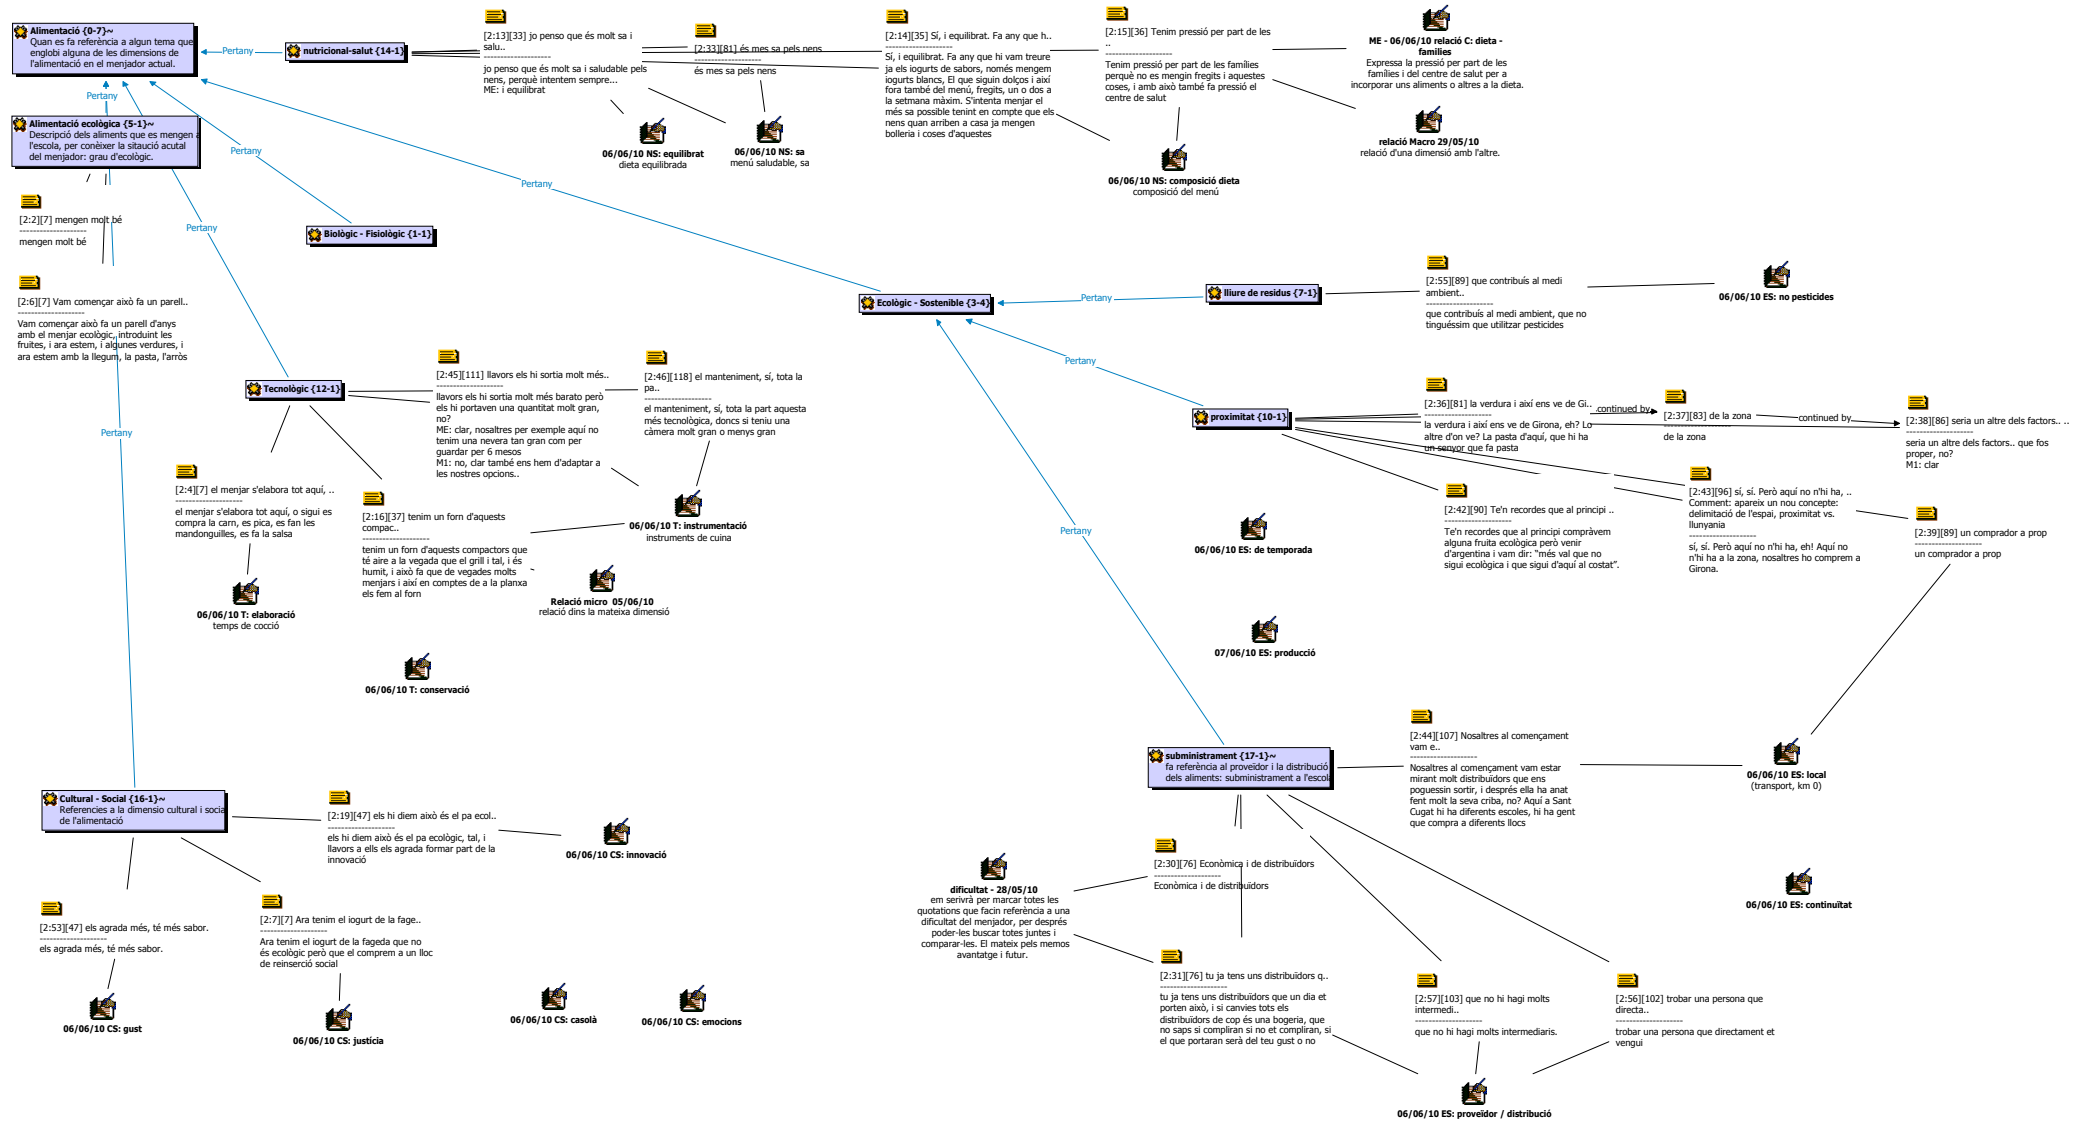 Alimentació {0-7}~
Quan es fa referència a algun tema que
englobi alguna de les dimensions de
l'alimentació en el menjador actual.
Pertany
nutricional-salut {14-1}
[2:13][33] jo penso que és molt sa i
salu..
--------------------
jo penso que és molt sa i saludable pels
nens, perquè intentem sempre...
ME: i equilibrat
[2:33][81] és mes sa pels nens
--------------------
és mes sa pels nens
06/06/10 NS: equilibrat
dieta equilibrada
06/06/10 NS: sa
menú saludable, sa
[2:14][35] Sí, i equilibrat. Fa any que h..
--------------------
Sí, i equilibrat. Fa any que hi vam treure
ja els iogurts de sabors, només mengem
iogurts blancs, El que siguin dolços i així
fora també del menú, fregits, un o dos a
la setmana màxim. S'intenta menjar el
més sa possible tenint en compte que els
nens quan arriben a casa ja mengen
bolleria i coses d'aquestes
[2:15][36] Tenim pressió per part de les
..
--------------------
Tenim pressió per part de les famílies
perquè no es mengin fregits i aquestes
coses, i amb això també fa pressió el
centre de salut
06/06/10 NS: composició dieta
composició del menú
ME - 06/06/10 relació C: dieta -
families
Expressa la pressió per part de les
famílies i del centre de salut per a
incorporar uns aliments o altres a la dieta.
relació Macro 29/05/10
relació d'una dimensió amb l'altre.
Pertany
Alimentació ecològica {5-1}~
Descripció dels aliments que es mengen a
l'escola, per conèixer la sitaució acutal
del menjador: grau d'ecològic.
Pertany
Pertany
Pertany
[2:2][7] mengen molt bé
--------------------
mengen molt bé
Biològic - Fisiològic {1-1}
[2:6][7] Vam començar això fa un parell..
--------------------
Vam començar això fa un parell d'anys
amb el menjar ecològic, introduint les
fruites, i ara estem, i algunes verdures, i
ara estem amb la llegum, la pasta, l'arròs
Ecològic - Sostenible {3-4}
Pertany
lliure de residus {7-1}
[2:55][89] que contribuís al medi
ambient..
--------------------
que contribuís al medi ambient, que no
tinguéssim que utilitzar pesticides
06/06/10 ES: no pesticides
Pertany
Tecnològic {12-1}
[2:45][111] llavors els hi sortia molt més..
--------------------
llavors els hi sortia molt més barato però
els hi portaven una quantitat molt gran,
no?
ME: clar, nosaltres per exemple aquí no
tenim una nevera tan gran com per
guardar per 6 mesos
M1: no, clar també ens hem d'adaptar a
les nostres opcions..
[2:46][118] el manteniment, sí, tota la
pa..
--------------------
el manteniment, sí, tota la part aquesta
més tecnològica, doncs si teniu una
càmera molt gran o menys gran
proximitat {10-1}
[2:36][81] la verdura i així ens ve de Gi..
--------------------
la verdura i així ens ve de Girona, eh? Lo
altre d'on ve? La pasta d'aquí, que hi ha
un senyor que fa pasta
continued by
[2:37][83] de la zona
--------------------
de la zona
continued by
[2:38][86] seria un altre dels factors.. ..
--------------------
seria un altre dels factors.. que fos
proper, no?
M1: clar
Pertany
[2:4][7] el menjar s'elabora tot aquí, ..
--------------------
el menjar s'elabora tot aquí, o sigui es
compra la carn, es pica, es fan les
mandonguilles, es fa la salsa
[2:16][37] tenim un forn d'aquests
compac..
--------------------
tenim un forn d'aquests compactors que
té aire a la vegada que el grill i tal, i és
humit, i això fa que de vegades molts
menjars i així en comptes de a la planxa
els fem al forn
06/06/10 T: instrumentació
instruments de cuina
06/06/10 T: elaboració
temps de cocció
Relació micro  05/06/10
relació dins la mateixa dimensió
06/06/10 T: conservació
06/06/10 ES: de temporada
[2:42][90] Te'n recordes que al principi ..
--------------------
Te'n recordes que al principi compràvem
alguna fruita ecològica però venir
d'argentina i vam dir: "més val que no
sigui ecològica i que sigui d'aquí al costat".
[2:43][96] sí, sí. Però aquí no n'hi ha, ..
Comment: apareix un nou concepte:
delimitació de l'espai, proximitat vs.
llunyania
--------------------
sí, sí. Però aquí no n'hi ha, eh! Aquí no
n'hi ha a la zona, nosaltres ho comprem a
Girona.
[2:39][89] un comprador a prop
--------------------
un comprador a prop
Pertany
07/06/10 ES: producció
subministrament {17-1}~
fa referència al proveïdor i la distribució
dels aliments: subministrament a l'escola
[2:44][107] Nosaltres al començament
vam e..
--------------------
Nosaltres al començament vam estar
mirant molt distribuïdors que ens
poguessin sortir, i després ella ha anat
fent molt la seva criba, no? Aquí a Sant
Cugat hi ha diferents escoles, hi ha gent
que compra a diferents llocs
06/06/10 ES: local
(transport, km 0)
06/06/10 ES: continuïtat
Cultural - Social {16-1}~
Referencies a la dimensio cultural i social
de l'alimentació
[2:19][47] els hi diem això és el pa ecol..
--------------------
els hi diem això és el pa ecològic, tal, i
llavors a ells els agrada formar part de la
innovació
06/06/10 CS: innovació
[2:53][47] els agrada més, té més sabor.
--------------------
els agrada més, té més sabor.
06/06/10 CS: gust
[2:7][7] Ara tenim el iogurt de la fage..
--------------------
Ara tenim el iogurt de la fageda que no
és ecològic però que el comprem a un lloc
de reinserció social
06/06/10 CS: justícia
06/06/10 CS: casolà
06/06/10 CS: emocions
dificultat - 28/05/10
em serivrà per marcar totes les
quotations que facin referència a una
dificultat del menjador, per després
poder-les buscar totes juntes i
comparar-les. El mateix pels memos
avantatge i futur.
[2:30][76] Econòmica i de distribuïdors
--------------------
Econòmica i de distribuïdors
[2:31][76] tu ja tens uns distribuïdors q..
--------------------
tu ja tens uns distribuïdors que un dia et
porten això, i si canvies tots els
distribuïdors de cop és una bogeria, que
no saps si compliran si no et compliran, si
el que portaran serà del teu gust o no
[2:57][103] que no hi hagi molts
intermedi..
--------------------
que no hi hagi molts intermediaris.
[2:56][102] trobar una persona que
directa..
--------------------
trobar una persona que directament et
vengui
06/06/10 ES: proveïdor / distribució